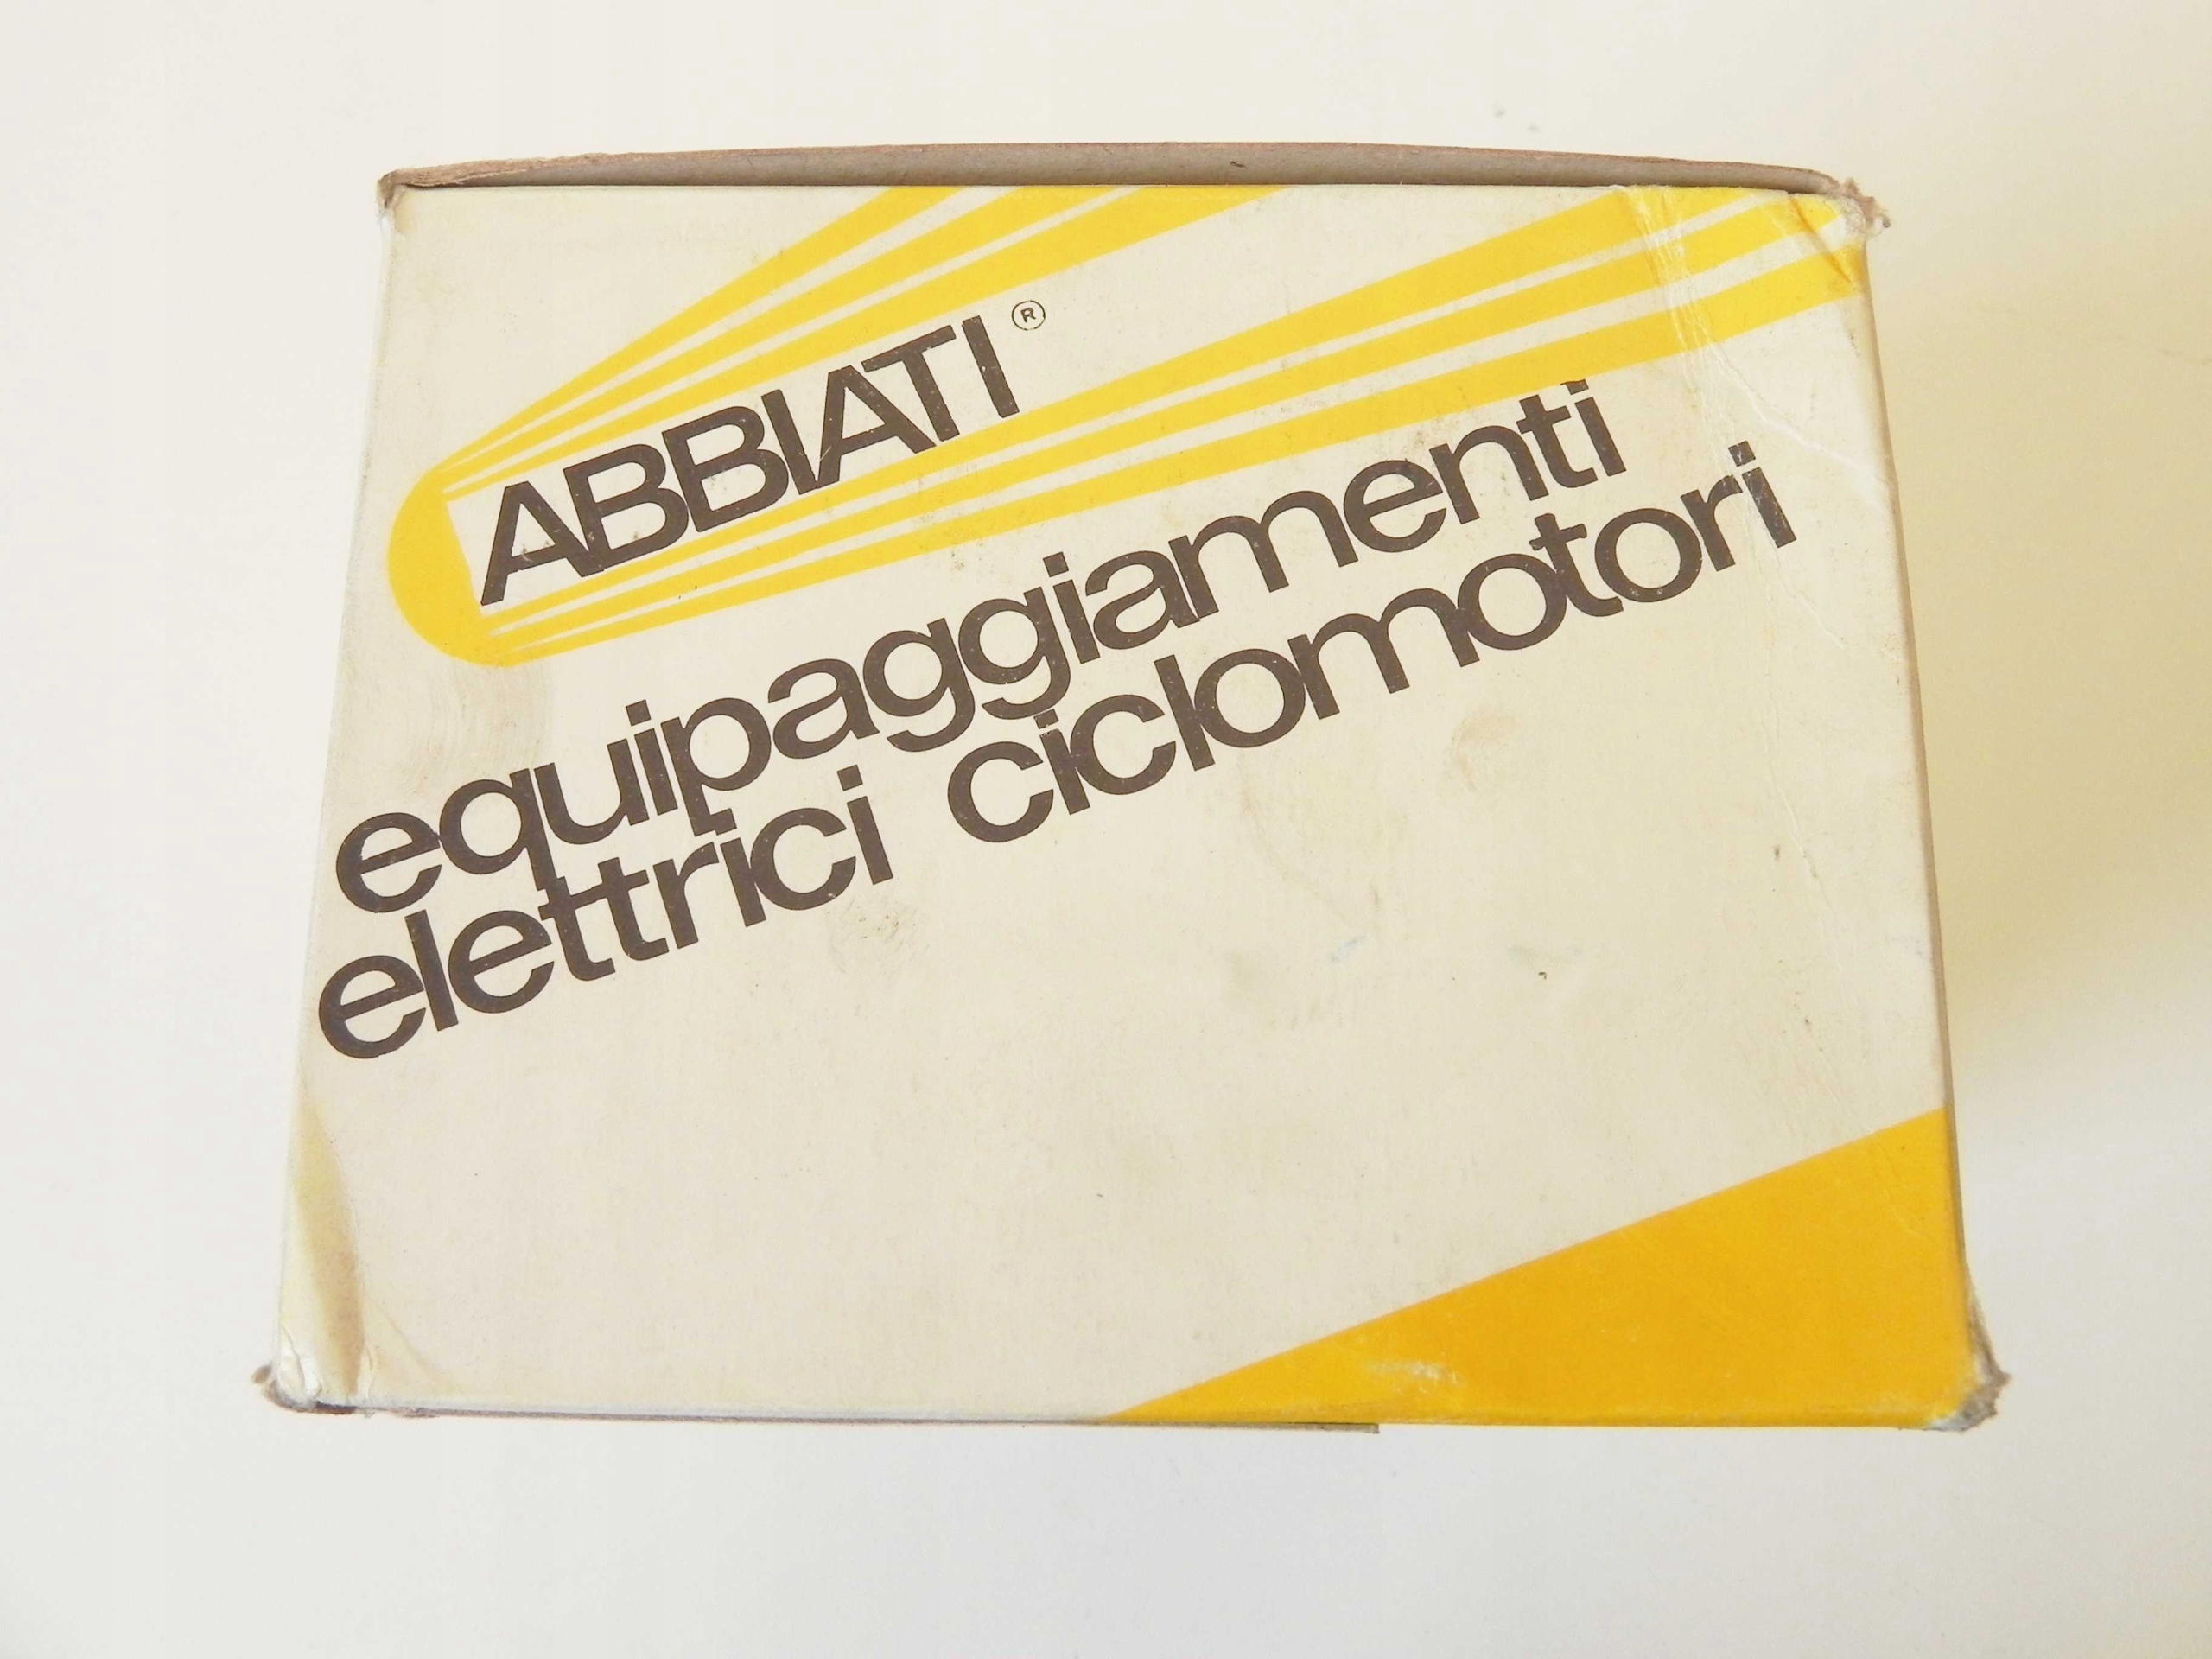 ABBIATI ®
equipaggiamenti
elettrici ciclomotori